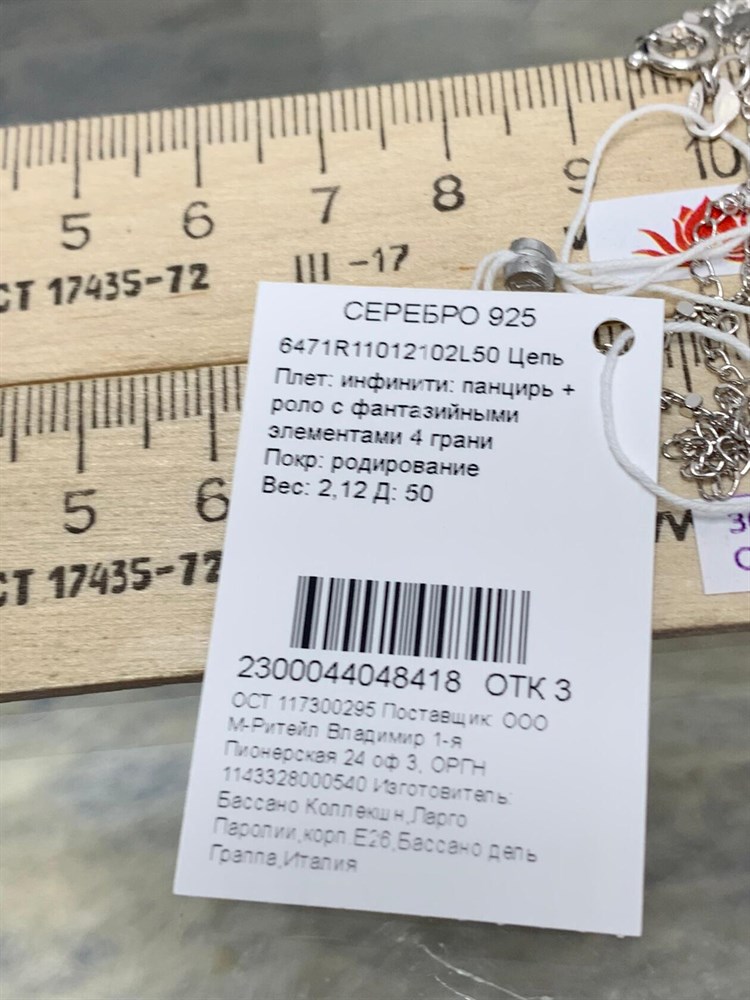 5 6 7 8 9 10
СТ 17435-72 III -17
СЕРЕБРО 925
6471R11012102L50 Цепь
Плет: инфинити: панцирь +
роло с фантазийными
элементами 4 грани
Покр: родирование
Вес: 2,12 Д: 50
2300044048418 ОТК 3
ОСТ 117300295 Поставщик: ООО
М-Ритейл Владимир 1-я
Пионерская 24 оф 3, ОРГН
1143328000540 Изготовитель:
Бассано Коллекшн,Ларго
Паролии,корп.Е26,Бассано дель
Граппа,Италия
5 6
СТ 17435-72